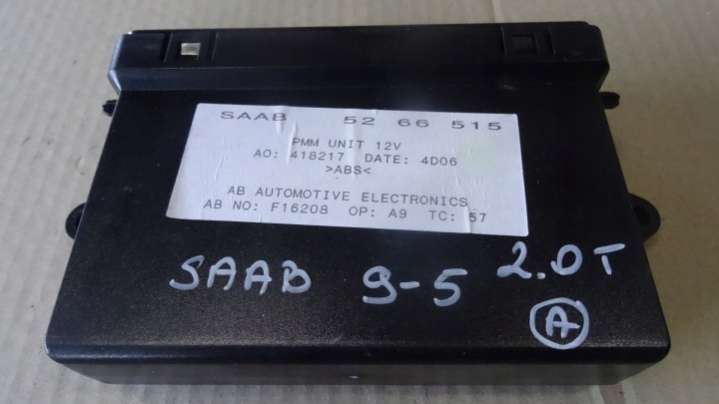 SAAB 52 66 515
PMM UNIT 12V
AO: 418217 DATE: 4D06
>ABS<
AB AUTOMOTIVE ELECTRONICS
AB NO: F16208 OP: A9 TC: 57
SAAB 9-5 2.0T
A